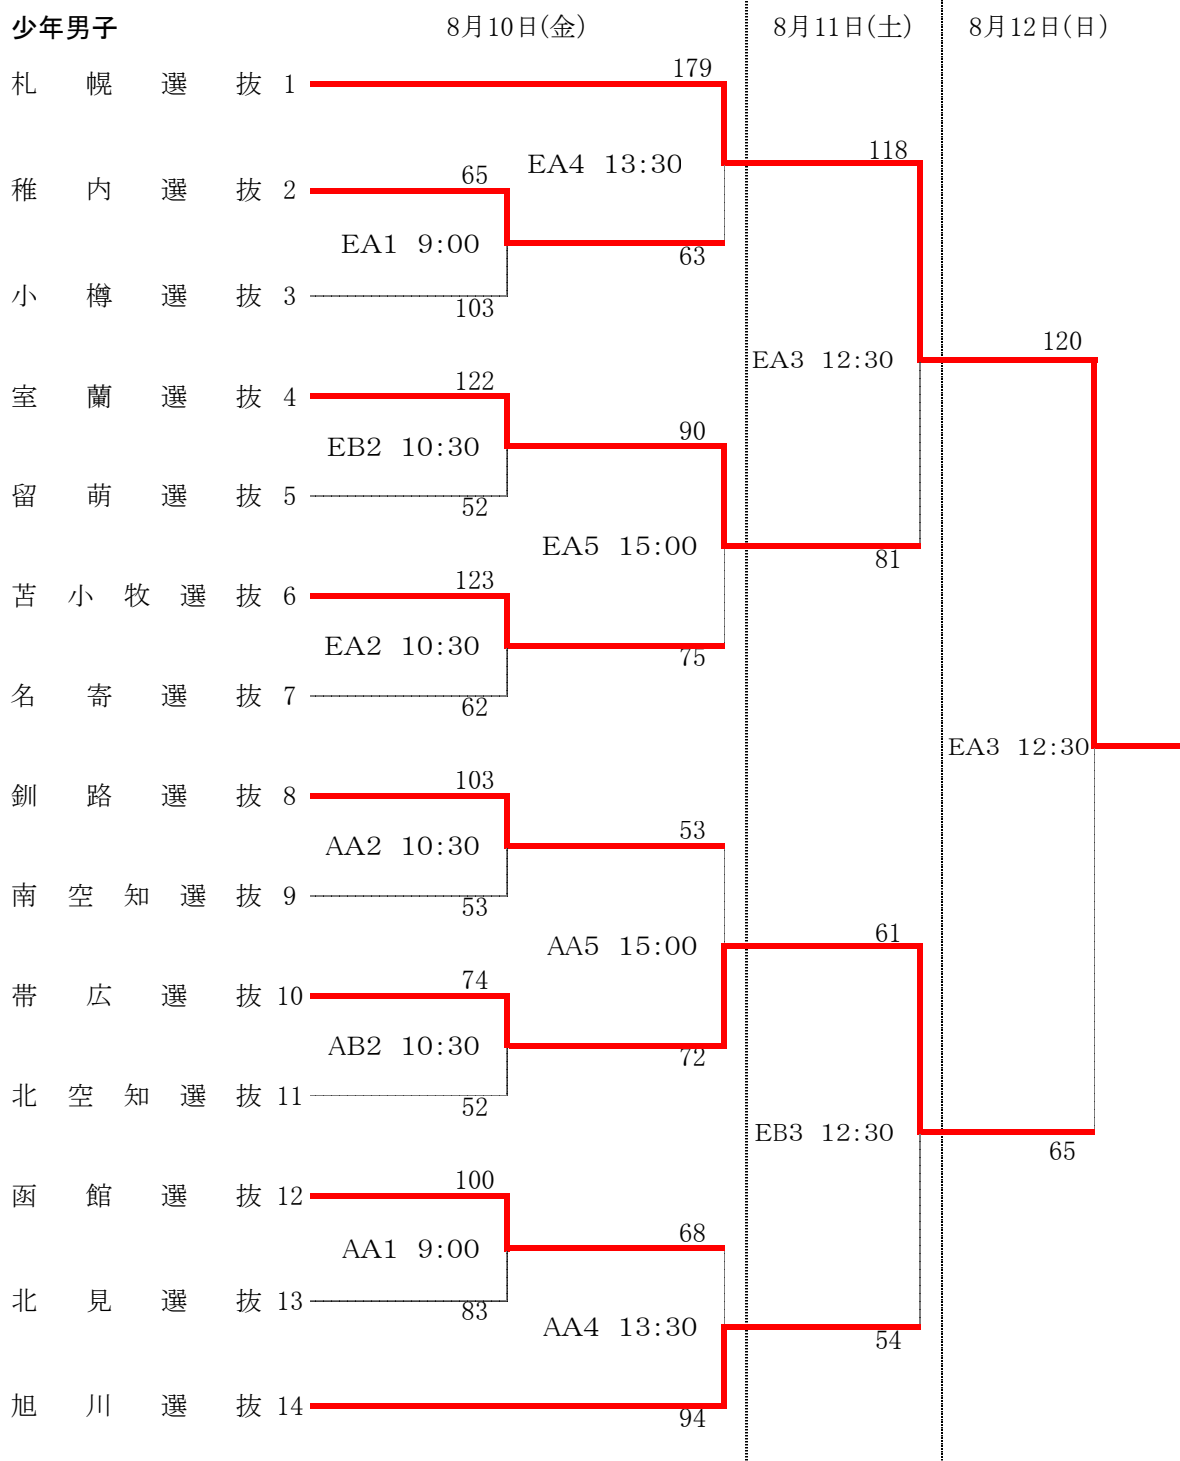 少年男子 8月10日(金) 8月11日(土) 8月12日(日)
179
札幌選抜 1
118
EA4 13:30
65
稚内選抜 2
EA1 9:00
63
小樽選抜 3
103
120
EA3 12:30
122
室蘭選抜 4
90
EB2 10:30
留萌選抜 5
52
EA5 15:00
81
123
苫小牧選抜 6
EA2 10:30
75
名寄選抜 7
62
EA3 12:30
103
釧路選抜 8
53
AA2 10:30
南空知選抜 9
53
61
AA5 15:00
74
帯広選抜 10
AB2 10:30
72
北空知選抜 11
52
EB3 12:30
65
100
函館選抜 12
68
AA1 9:00
北見選抜 13
83
AA4 13:30
54
旭川選抜 14
94